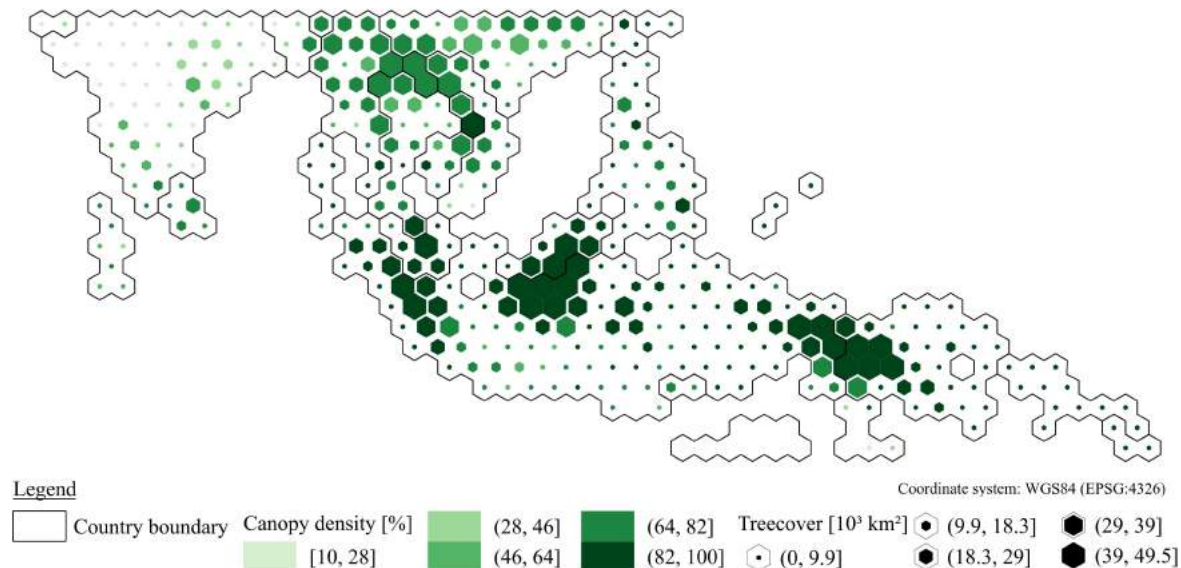 Legend
Coordinate system: WGS84 (EPSG:4326)
Country boundary
Canopy density [%]
[10, 28]
(28, 46]
(46, 64]
(64, 82]
(82, 100]
Treecover [10³ km²]
(0, 9.9]
(9.9, 18.3]
(18.3, 29]
(29, 39]
(39, 49.5]